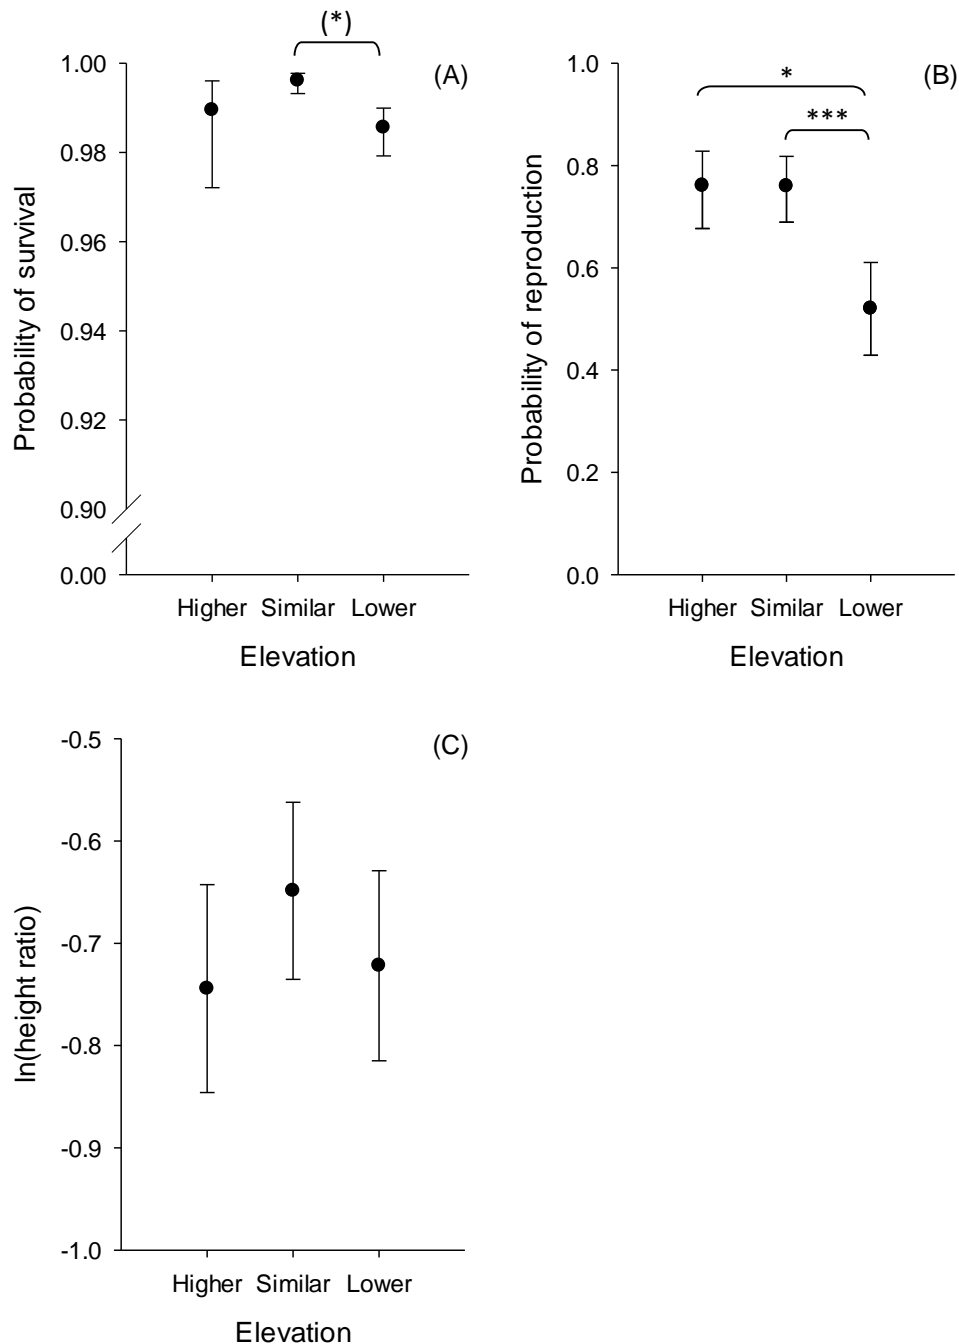 (*)
(A)
1.00
0.98
0.96
0.94
0.92
0.90
0.00
Probability of survival
Higher Similar Lower
Elevation
(B)
*
***
1.0
0.8
0.6
0.4
0.2
0.0
Probability of reproduction
Higher Similar Lower
Elevation
(C)
-0.5
-0.6
-0.7
-0.8
-0.9
-1.0
ln(height ratio)
Higher Similar Lower
Elevation